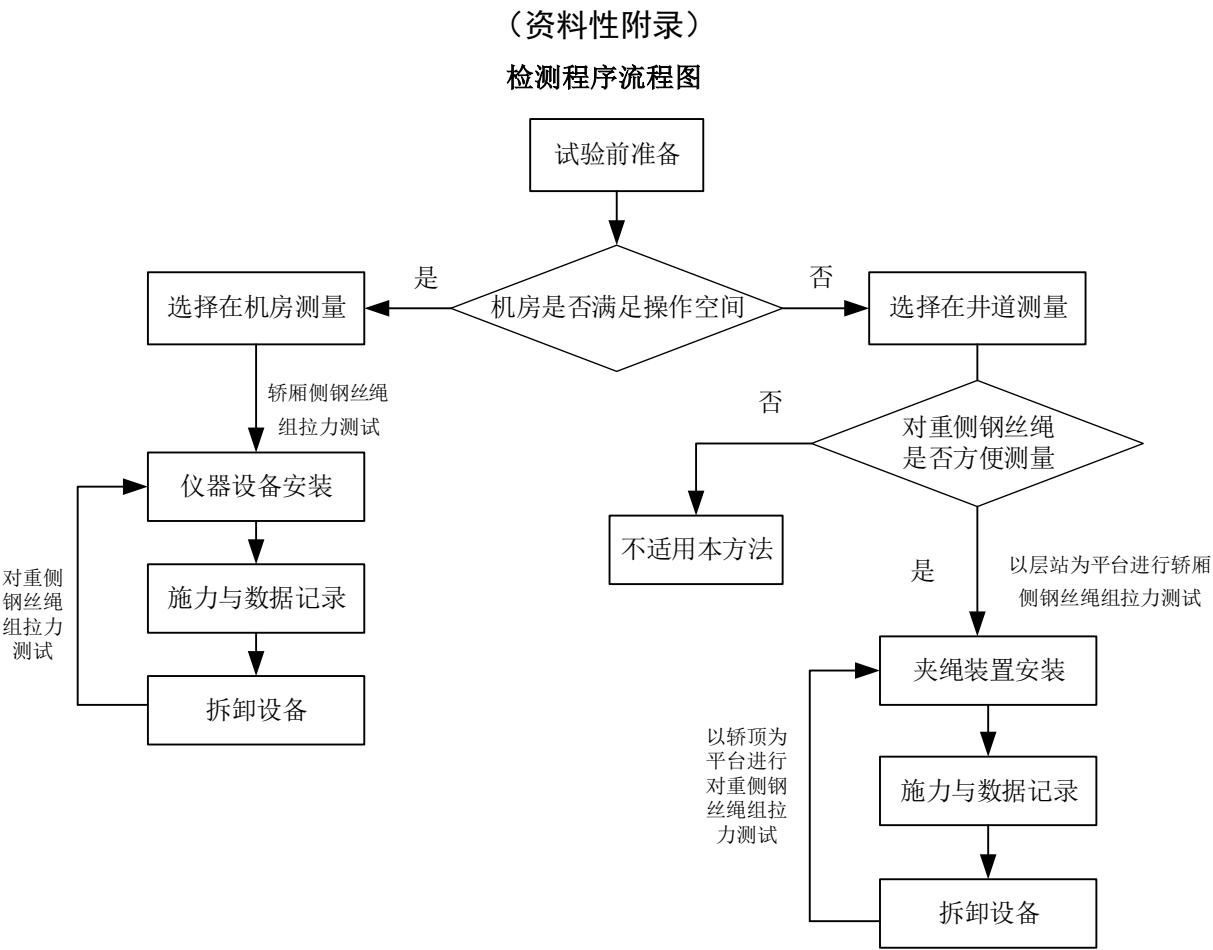 （资料性附录）
检测程序流程图
试验前准备
是
否
选择在机房测量
机房是否满足操作空间
选择在井道测量
轿厢侧钢丝绳
组拉力测试
否
对重侧钢丝绳
是否方便测量
仪器设备安装
不适用本方法
对重侧
钢丝绳
组拉力
测试
施力与数据记录
是
以层站为平台进行轿厢
侧钢丝绳组拉力测试
拆卸设备
夹绳装置安装
以轿顶为
平台进行
对重侧钢
丝绳组拉
力测试
施力与数据记录
拆卸设备